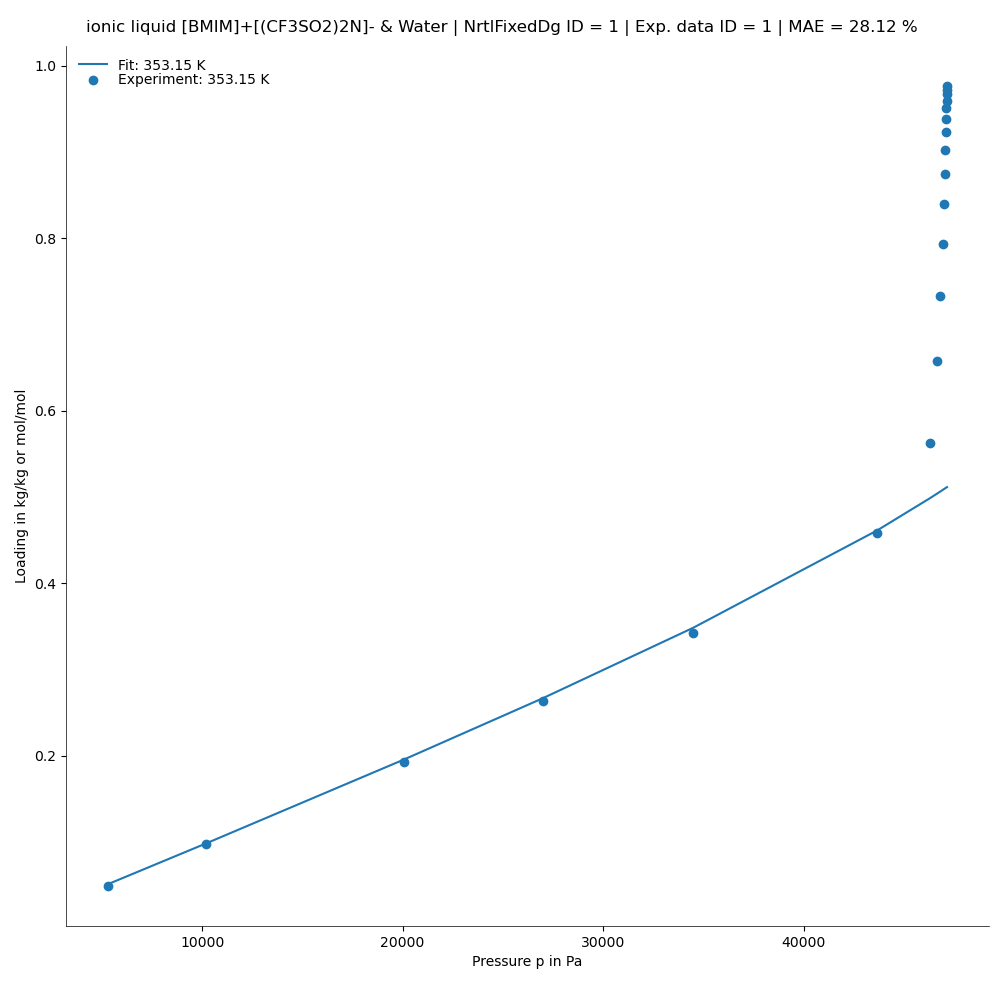 ionic liquid [BMIM]+[(CF3SO2)2N]- & Water | NrtlFixedDg ID = 1 | Exp. data ID = 1 | MAE = 28.12 %
Fit: 353.15 K
Experiment: 353.15 K
1.0
0.8
0.6
0.4
0.2
Loading in kg/kg or mol/mol
10000 20000 30000 40000
Pressure p in Pa